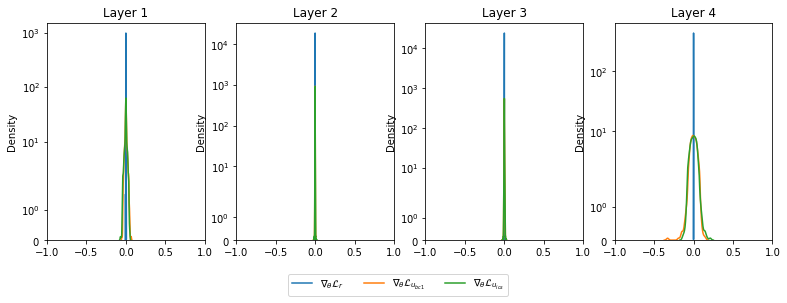 Layer 1 Layer 2 Layer 3 Layer 4
10³ 10⁴ 10⁴ 10²
10² 10³ 10³ 10¹
10¹ 10² 10² 10⁰
10⁰ 10¹ 10¹ 0
0 10⁰ 10⁰
0 0
Density Density Density Density
−1.0 −0.5 0.0 0.5 1.0 −1.0 −0.5 0.0 0.5 1.0 −1.0 −0.5 0.0 0.5 1.0 −1.0 −0.5 0.0 0.5 1.0
∇θℒr ∇θℒu_bc1 ∇θℒu_ics